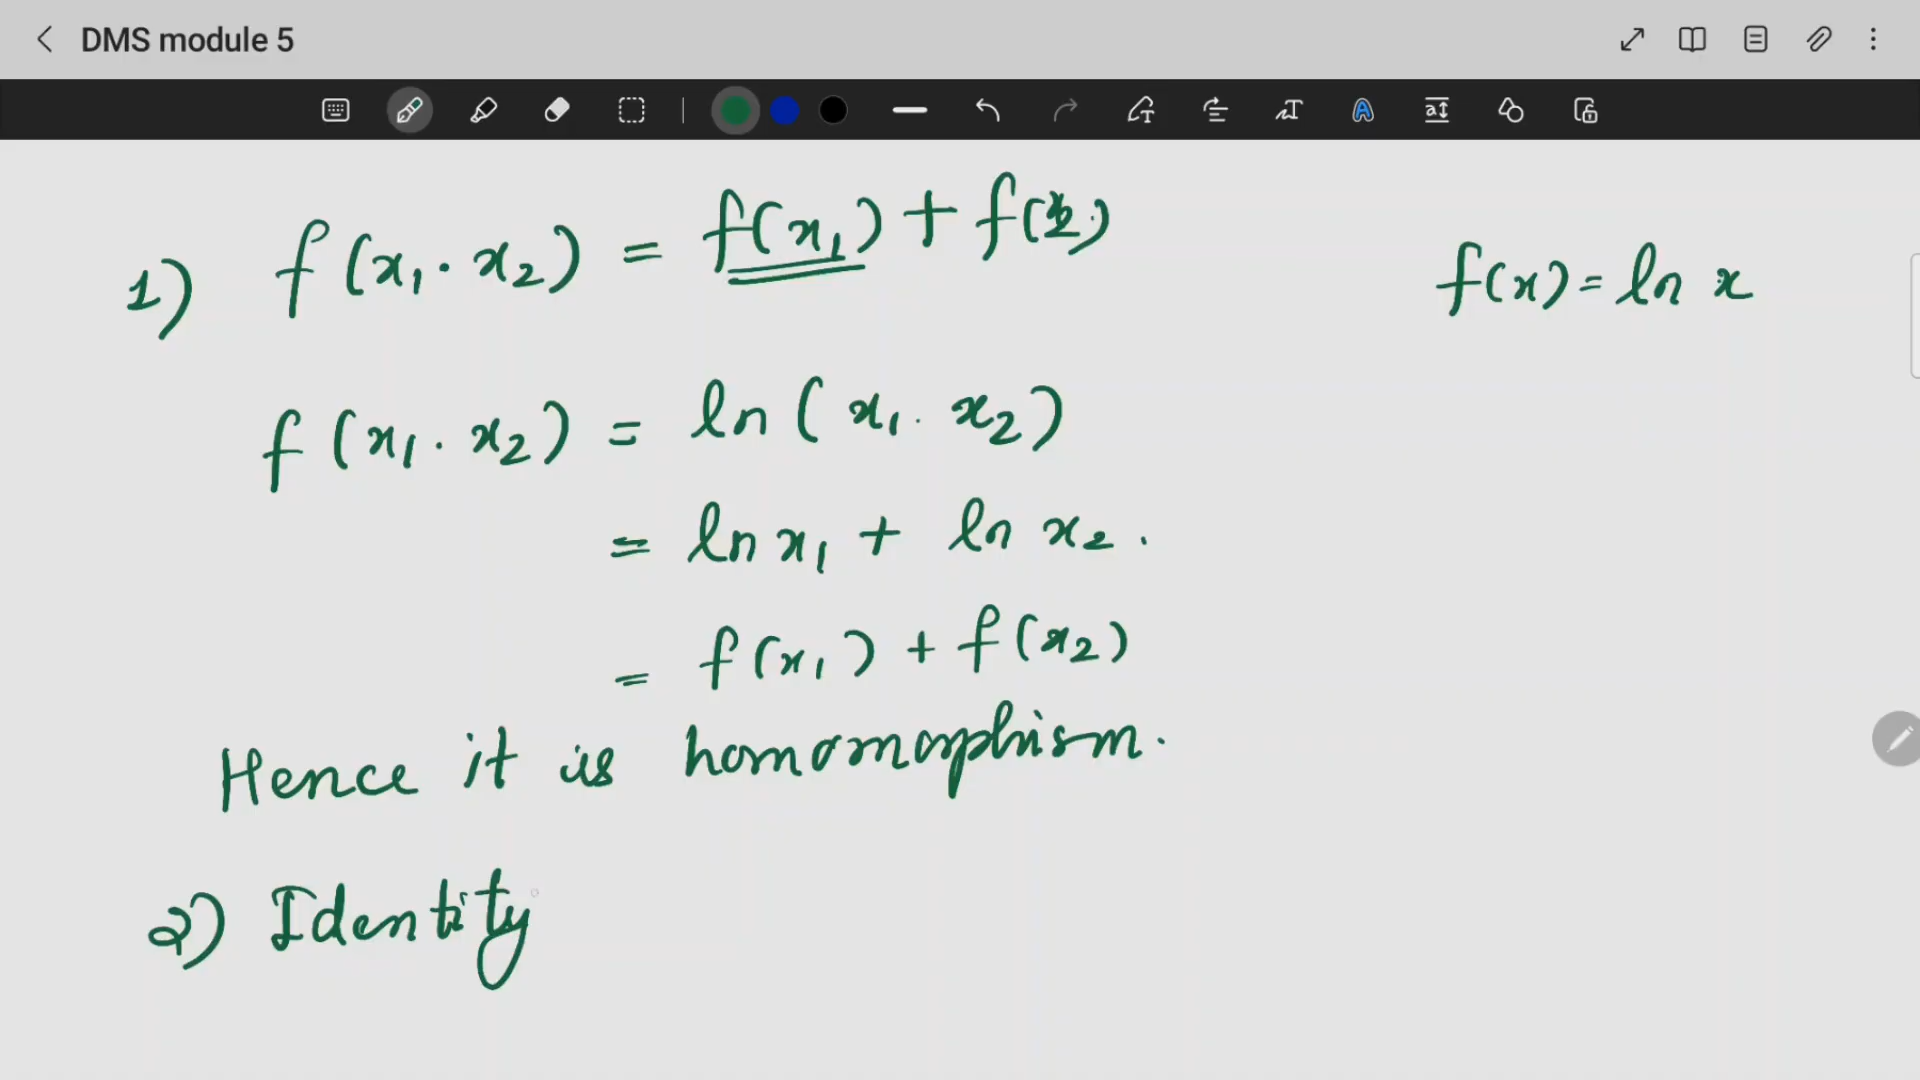 DMS module 5
1) f(x₁·x₂) = f(x₁) + f(x₂)
f(x) = ln x
f(x₁·x₂) = ln(x₁·x₂)
= ln x₁ + ln x₂.
= f(x₁) + f(x₂)
Hence it is homomorphism.
2) Identity